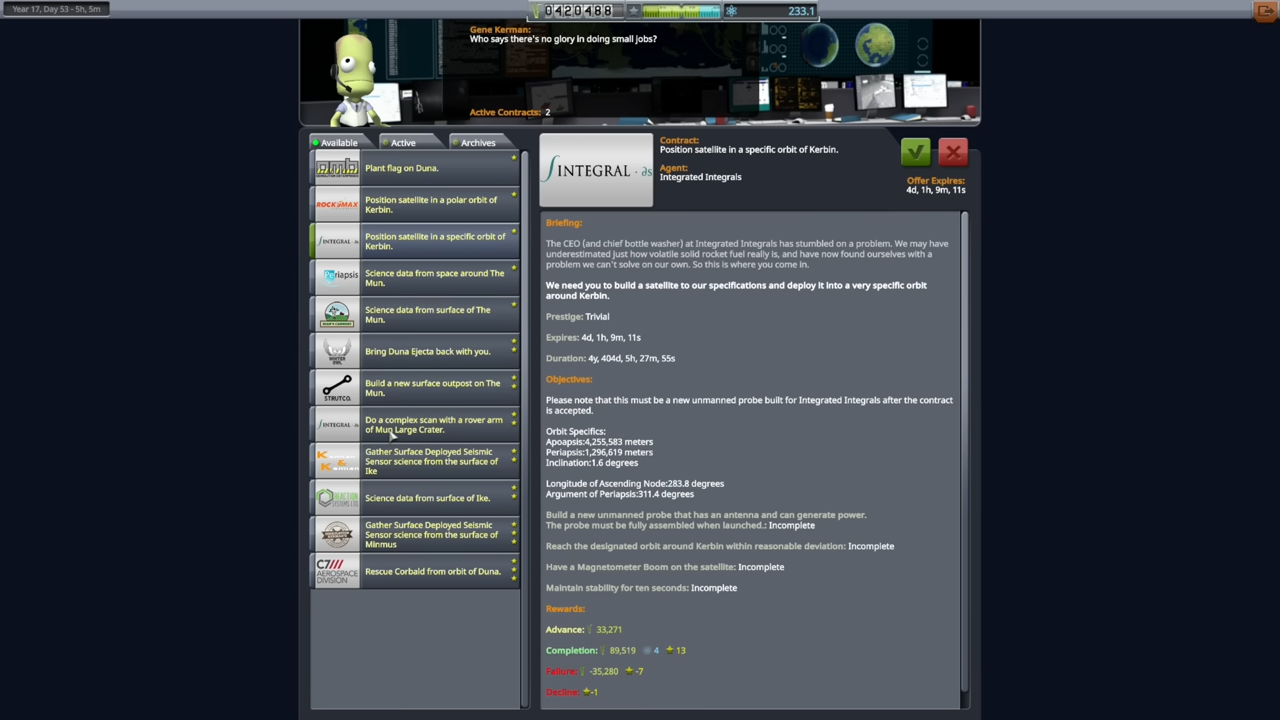 Year 17, Day 53 - 5h, 5m
0420488
233.1
Gene Kerman:
Who says there's no glory in doing small jobs?
Active Contracts: 2
Available
Active
Archives
Plant flag on Duna.
ROCKOMAX
Position satellite in a polar orbit of
Kerbin.
INTEGRAL
Position satellite in a specific orbit of
Kerbin.
Periapsis
Science data from space around The
Mun.
Science data from surface of The
Mun.
WINTER
OWL
Bring Duna Ejecta back with you.
STRUTCO.
Build a new surface outpost on The
Mun.
INTEGRAL
Do a complex scan with a rover arm
of Mun Large Crater.
Gather Surface Deployed Seismic
Sensor science from the surface of
Ike
Science data from surface of Ike.
Gather Surface Deployed Seismic
Sensor science from the surface of
Minmus
C7
AEROSPACE
DIVISION
Rescue Corbald from orbit of Duna.
∫INTEGRAL · ∂s
Contract:
Position satellite in a specific orbit of Kerbin.
Agent:
Integrated Integrals
Offer Expires:
4d, 1h, 9m, 11s
Briefing:
The CEO (and chief bottle washer) at Integrated Integrals has stumbled on a problem. We may have
underestimated just how volatile solid rocket fuel really is, and have now found ourselves with a
problem we can't solve on our own. So this is where you come in.
We need you to build a satellite to our specifications and deploy it into a very specific orbit
around Kerbin.
Prestige: Trivial
Expires: 4d, 1h, 9m, 11s
Duration: 4y, 404d, 5h, 27m, 55s
Objectives:
Please note that this must be a new unmanned probe built for Integrated Integrals after the contract
is accepted.
Orbit Specifics:
Apoapsis:4,255,583 meters
Periapsis:1,296,619 meters
Inclination:1.6 degrees
Longitude of Ascending Node:283.8 degrees
Argument of Periapsis:311.4 degrees
Build a new unmanned probe that has an antenna and can generate power.
The probe must be fully assembled when launched.: Incomplete
Reach the designated orbit around Kerbin within reasonable deviation: Incomplete
Have a Magnetometer Boom on the satellite: Incomplete
Maintain stability for ten seconds: Incomplete
Rewards:
Advance: 33,271
Completion: 89,519 4 13
Failure: -35,280 -7
Decline: -1